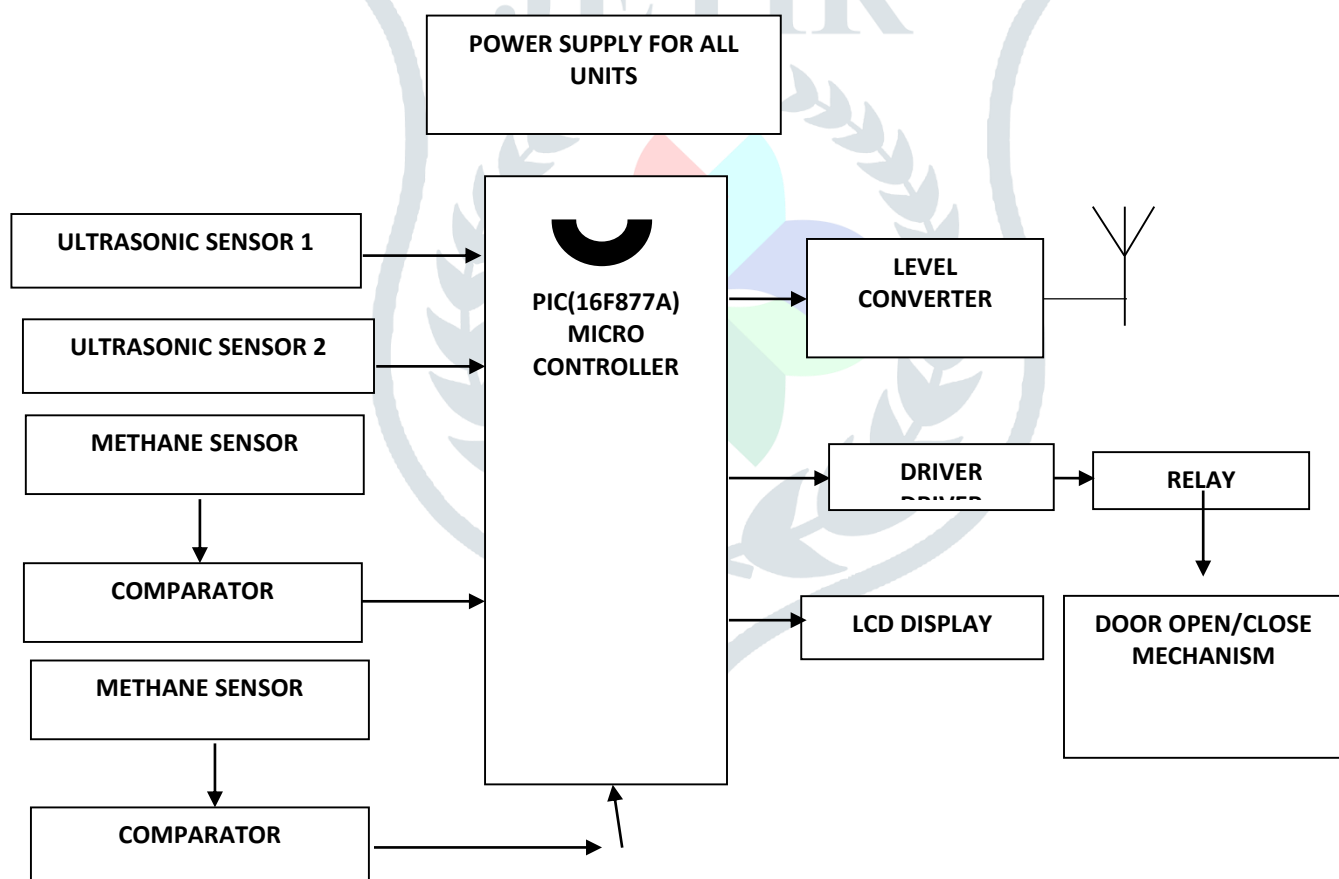 POWER SUPPLY FOR ALL
UNITS
ULTRASONIC SENSOR 1
ULTRASONIC SENSOR 2
METHANE SENSOR
COMPARATOR
METHANE SENSOR
COMPARATOR
PIC(16F877A)
MICRO
CONTROLLER
LEVEL
CONVERTER
DRIVER
DRIVER
RELAY
LCD DISPLAY
DOOR OPEN/CLOSE
MECHANISM